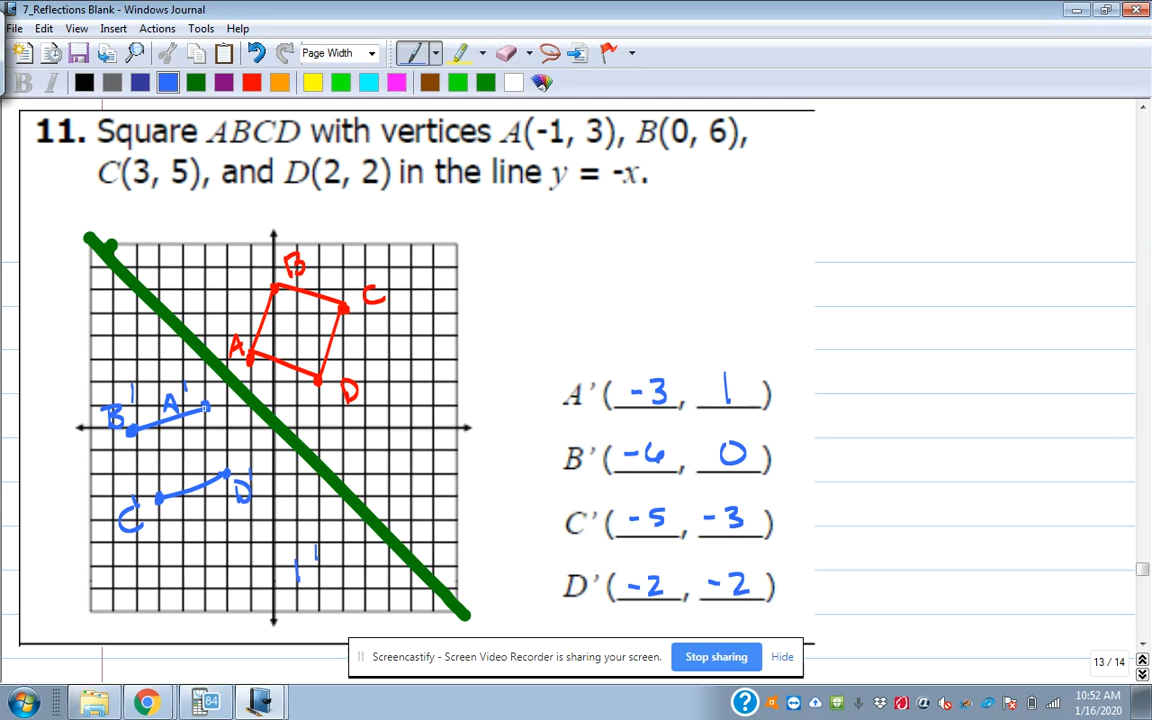 7_Reflections Blank - Windows Journal
File Edit View Insert Actions Tools Help
Page Width
B I
11. Square ABCD with vertices A(-1, 3), B(0, 6),
C(3, 5), and D(2, 2) in the line y = -x.
B
C
A
D
B' A'
D'
C'
A' ( -3, 1 )
B' ( -6, 0 )
C' ( -5, -3 )
D' ( -2, -2 )
Screencastify - Screen Video Recorder is sharing your screen. Stop sharing Hide
13 / 14
84
10:52 AM
1/16/2020